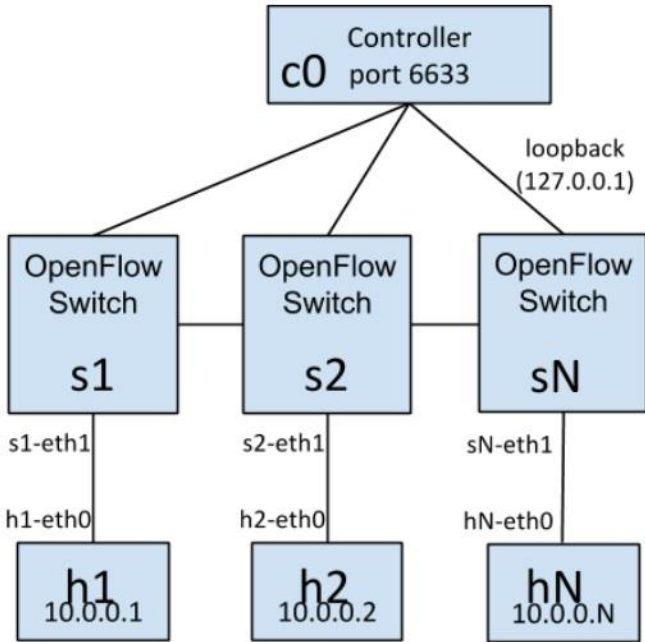 Controller
c0 port 6633
loopback
(127.0.0.1)
OpenFlow
Switch
s1
OpenFlow
Switch
s2
OpenFlow
Switch
sN
s1-eth1
s2-eth1
sN-eth1
h1-eth0
h2-eth0
hN-eth0
h1
10.0.0.1
h2
10.0.0.2
hN
10.0.0.N